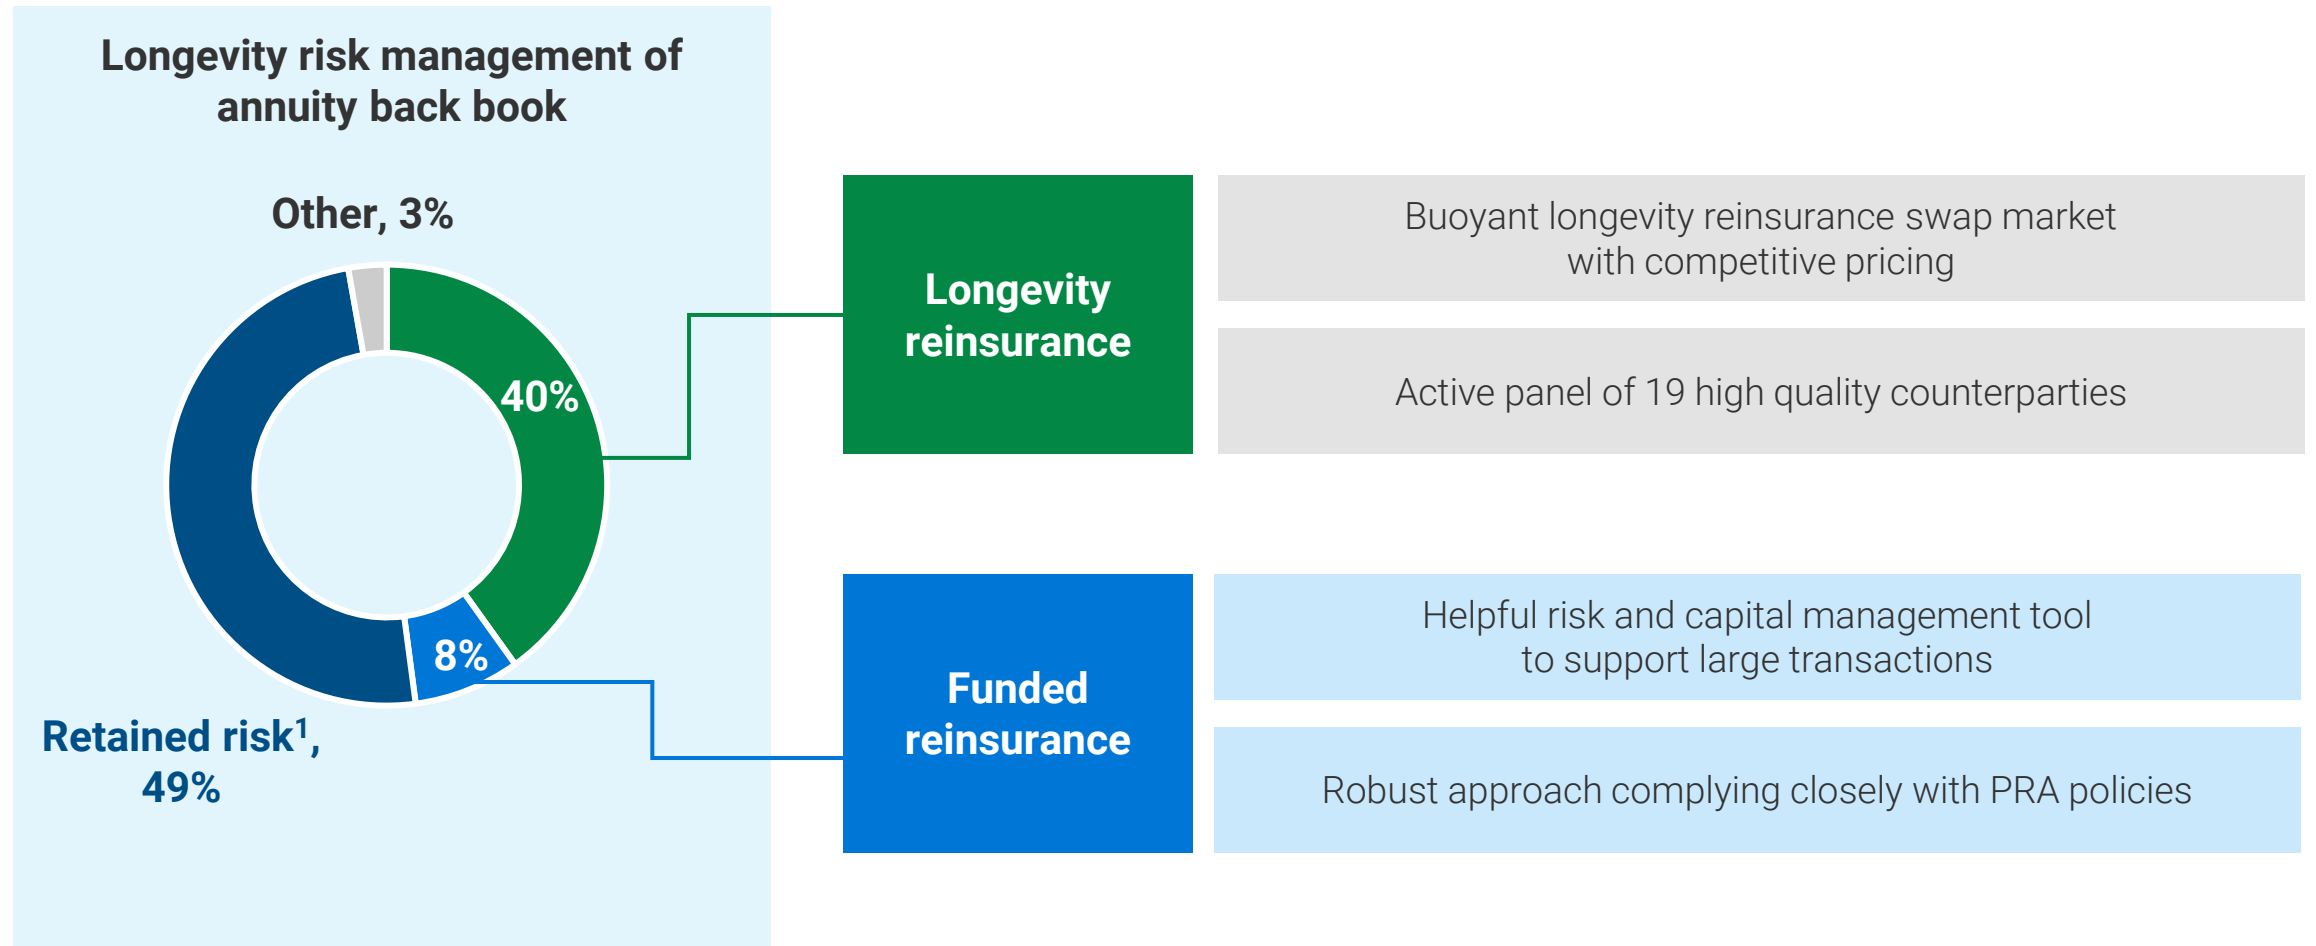 Longevity risk management of
annuity back book
Other, 3%
40%
8%
Retained risk¹,
49%
Longevity
reinsurance
Buoyant longevity reinsurance swap market
with competitive pricing
Active panel of 19 high quality counterparties
Funded
reinsurance
Helpful risk and capital management tool
to support large transactions
Robust approach complying closely with PRA policies